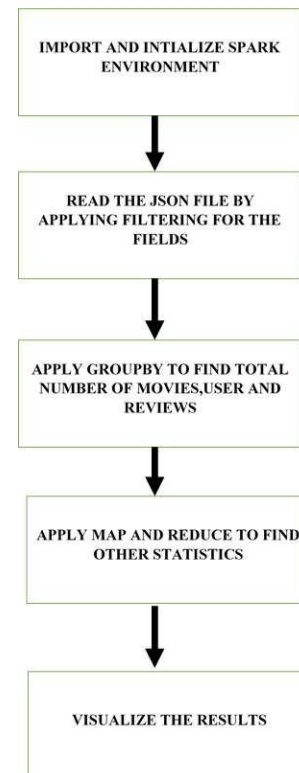 IMPORT AND INTIALIZE SPARK
ENVIRONMENT
READ THE JSON FILE BY
APPLYING FILTERING FOR THE
FIELDS
APPLY GROUPBY TO FIND TOTAL
NUMBER OF MOVIES,USER AND
REVIEWS
APPLY MAP AND REDUCE TO FIND
OTHER STATISTICS
VISUALIZE THE RESULTS